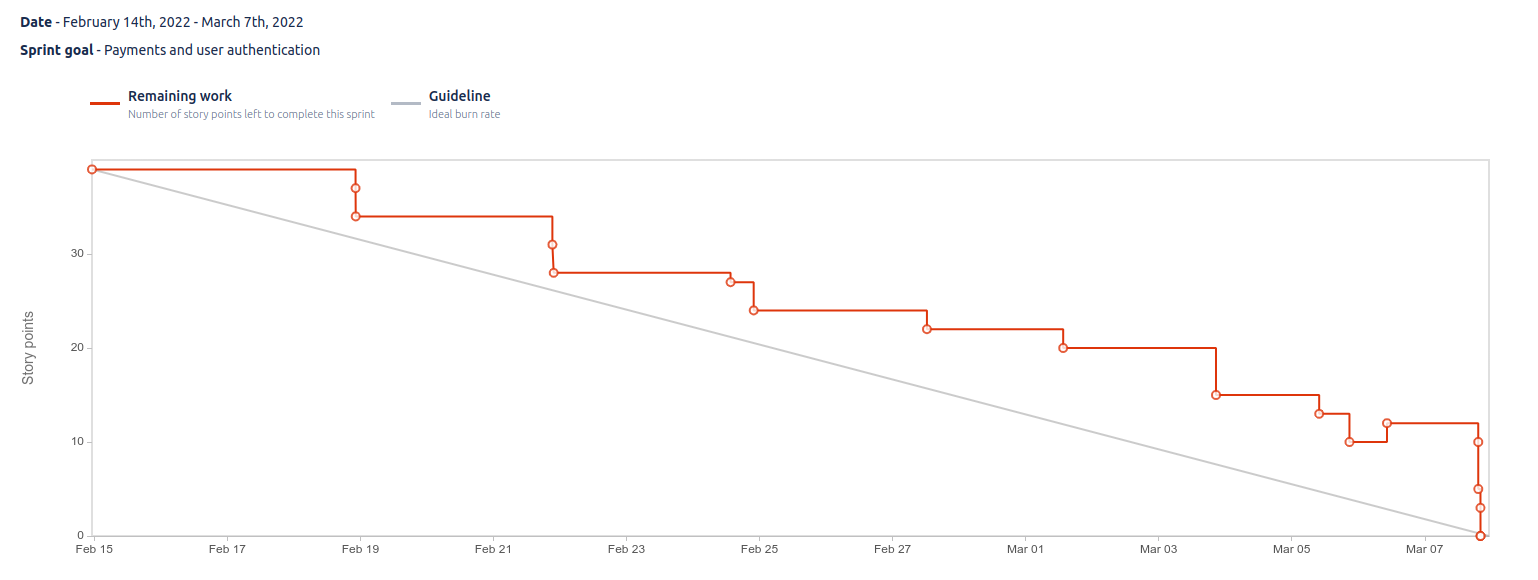 Date - February 14th, 2022 - March 7th, 2022
Sprint goal - Payments and user authentication
Remaining work
Number of story points left to complete this sprint
Guideline
Ideal burn rate
Story points
30
20
10
0
Feb 15 Feb 17 Feb 19 Feb 21 Feb 23 Feb 25 Feb 27 Mar 01 Mar 03 Mar 05 Mar 07